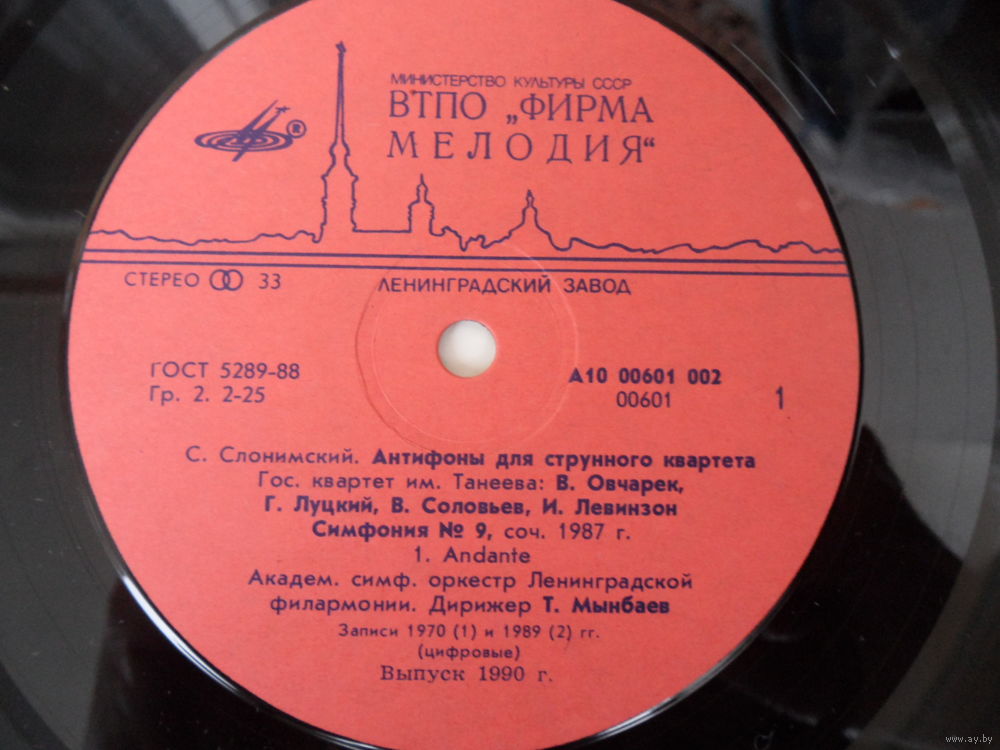 МИНИСТЕРСТВО КУЛЬТУРЫ СССР
ВТПО „ФИРМА
МЕЛОДИЯ“
®
СТЕРЕО 33
ЛЕНИНГРАДСКИЙ ЗАВОД
ГОСТ 5289-88
Гр. 2. 2-25
А10 00601 002
00601
1
С. Слонимский. Антифоны для струнного квартета
Гос. квартет им. Танеева: В. Овчарек,
Г. Луцкий, В. Соловьев, И. Левинзон
Симфония № 9, соч. 1987 г.
1. Andante
Академ. симф. оркестр Ленинградской
филармонии. Дирижер Т. Мынбаев
Записи 1970 (1) и 1989 (2) гг.
(цифровые)
Выпуск 1990 г.
www.ay.by